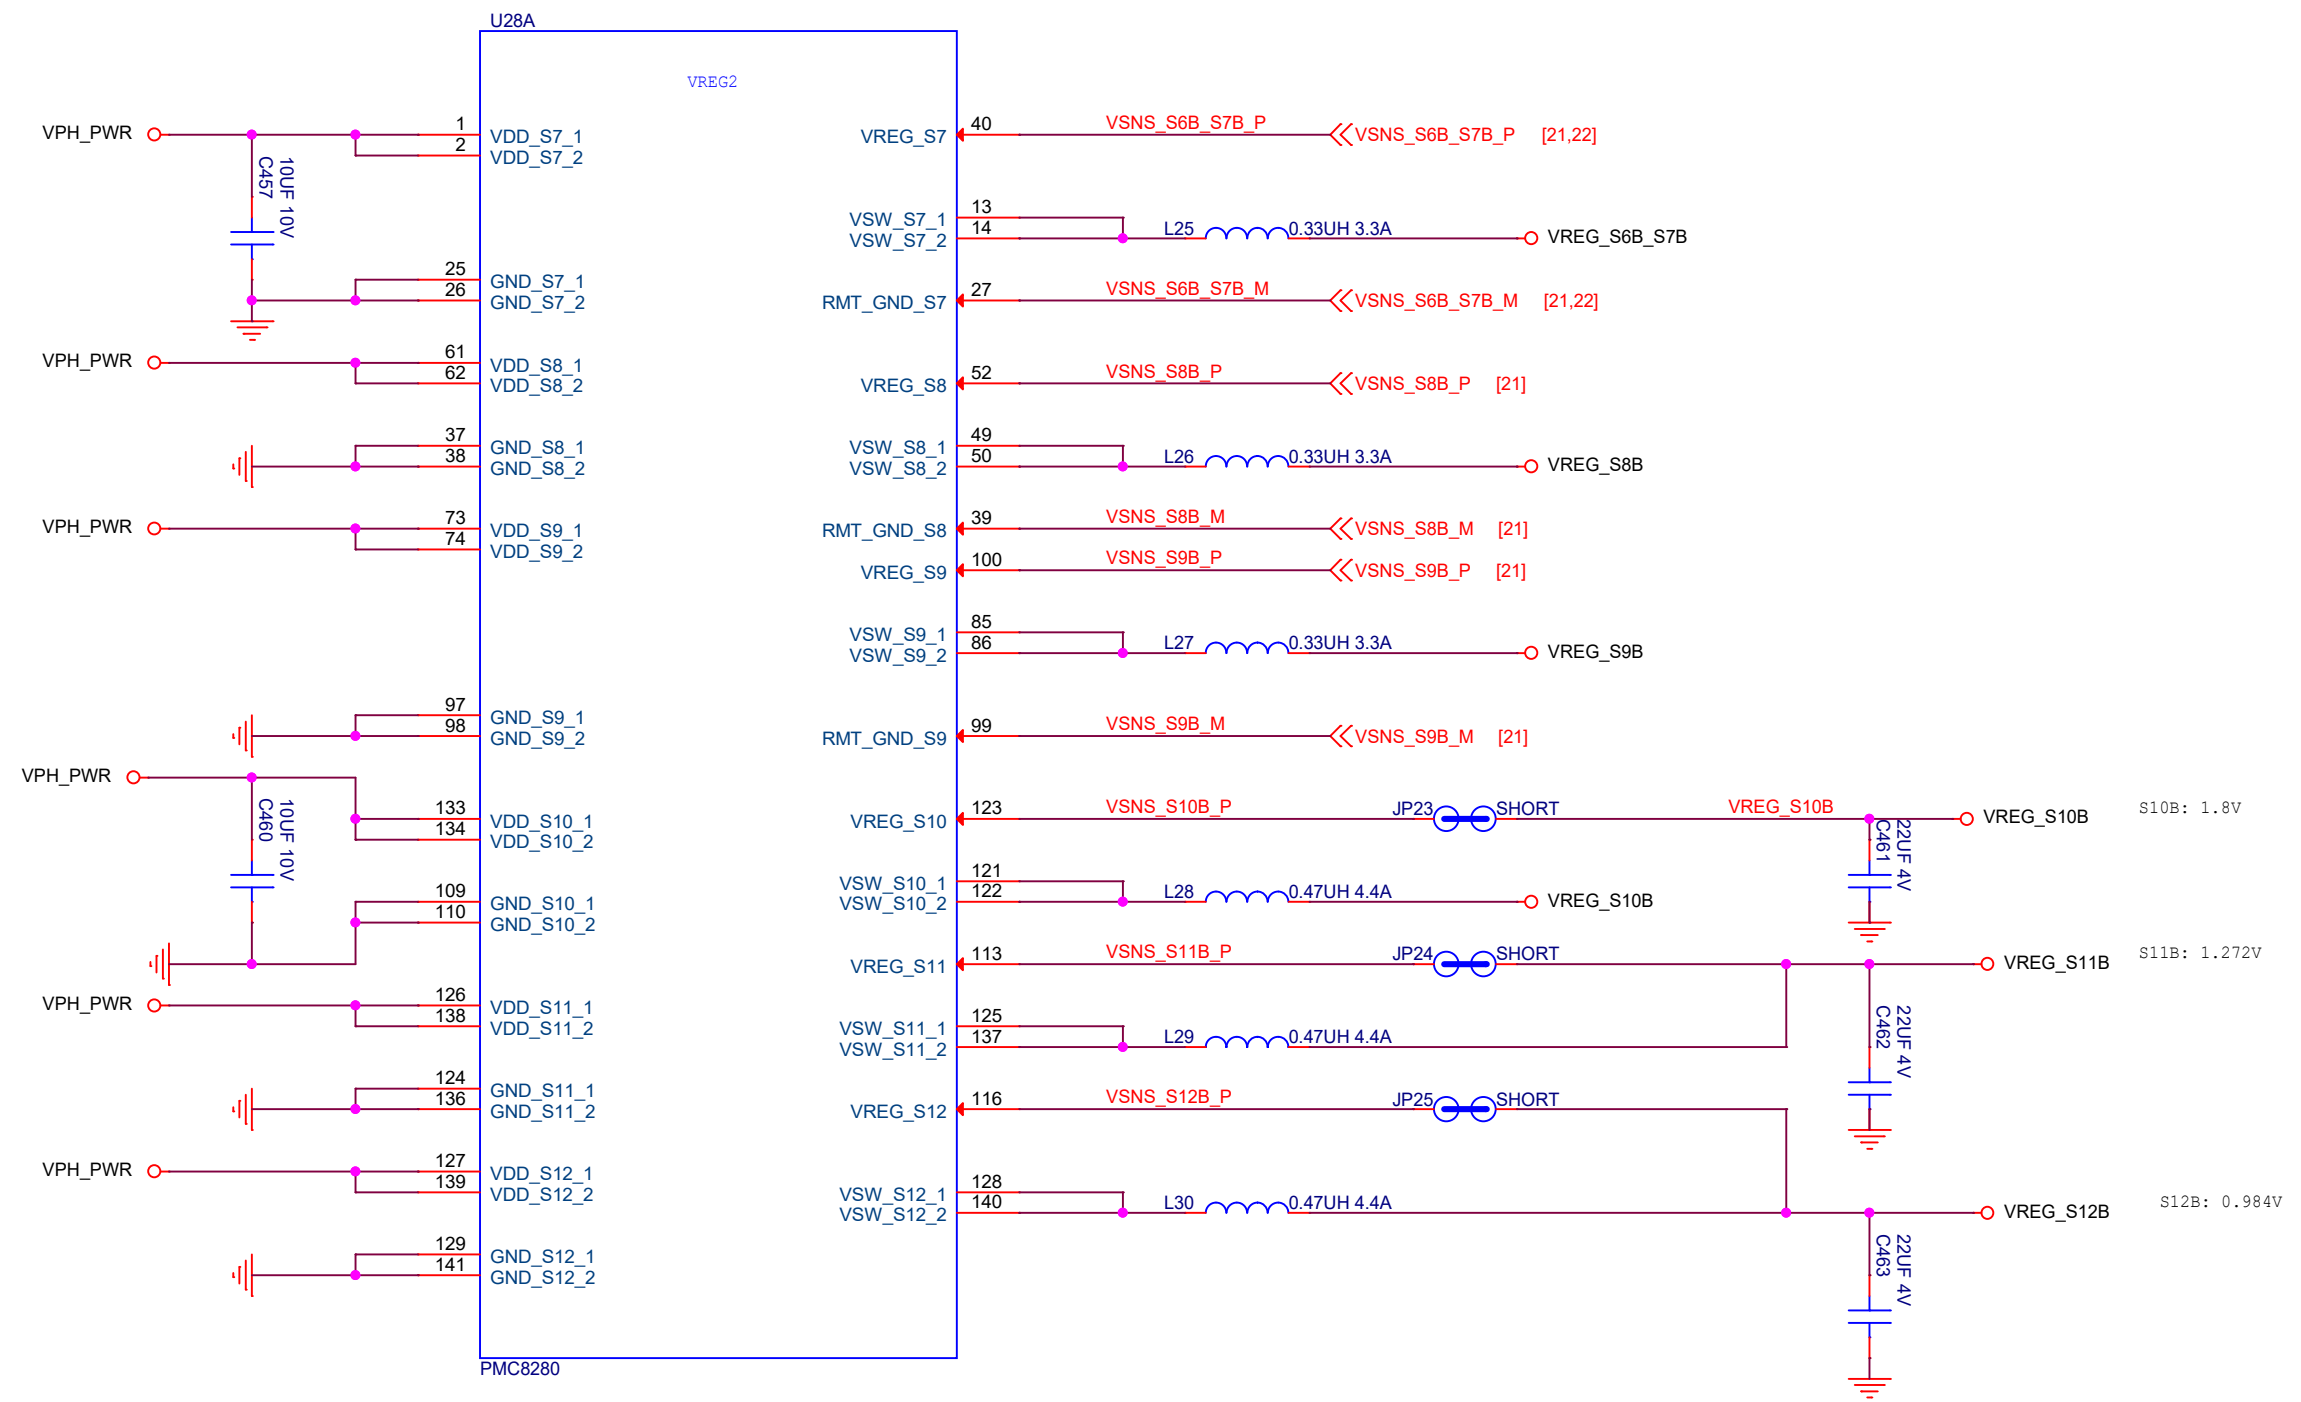 U28A
VREG2
VPH_PWR
1
VDD_S7_1
2
VDD_S7_2
C457
10UF 10V
25
GND_S7_1
26
GND_S7_2
VPH_PWR
61
VDD_S8_1
62
VDD_S8_2
37
GND_S8_1
38
GND_S8_2
VPH_PWR
73
VDD_S9_1
74
VDD_S9_2
97
GND_S9_1
98
GND_S9_2
VPH_PWR
C460
10UF 10V
133
VDD_S10_1
134
VDD_S10_2
109
GND_S10_1
110
GND_S10_2
VPH_PWR
126
VDD_S11_1
138
VDD_S11_2
124
GND_S11_1
136
GND_S11_2
VPH_PWR
127
VDD_S12_1
139
VDD_S12_2
129
GND_S12_1
141
GND_S12_2
PMC8280
VREG_S7 40 VSNS_S6B_S7B_P VSNS_S6B_S7B_P [21,22]
VSW_S7_1 13
VSW_S7_2 14 L25 0.33UH 3.3A VREG_S6B_S7B
RMT_GND_S7 27 VSNS_S6B_S7B_M VSNS_S6B_S7B_M [21,22]
VREG_S8 52 VSNS_S8B_P VSNS_S8B_P [21]
VSW_S8_1 49
VSW_S8_2 50 L26 0.33UH 3.3A VREG_S8B
RMT_GND_S8 39 VSNS_S8B_M VSNS_S8B_M [21]
VREG_S9 100 VSNS_S9B_P VSNS_S9B_P [21]
VSW_S9_1 85
VSW_S9_2 86 L27 0.33UH 3.3A VREG_S9B
RMT_GND_S9 99 VSNS_S9B_M VSNS_S9B_M [21]
VREG_S10 123 VSNS_S10B_P JP23 SHORT VREG_S10B VREG_S10B S10B: 1.8V
C461
22UF 4V
VSW_S10_1 121
VSW_S10_2 122 L28 0.47UH 4.4A VREG_S10B
VREG_S11 113 VSNS_S11B_P JP24 SHORT VREG_S11B S11B: 1.272V
VSW_S11_1 125
VSW_S11_2 137 L29 0.47UH 4.4A
C462
22UF 4V
VREG_S12 116 VSNS_S12B_P JP25 SHORT
VSW_S12_1 128
VSW_S12_2 140 L30 0.47UH 4.4A VREG_S12B S12B: 0.984V
C463
22UF 4V